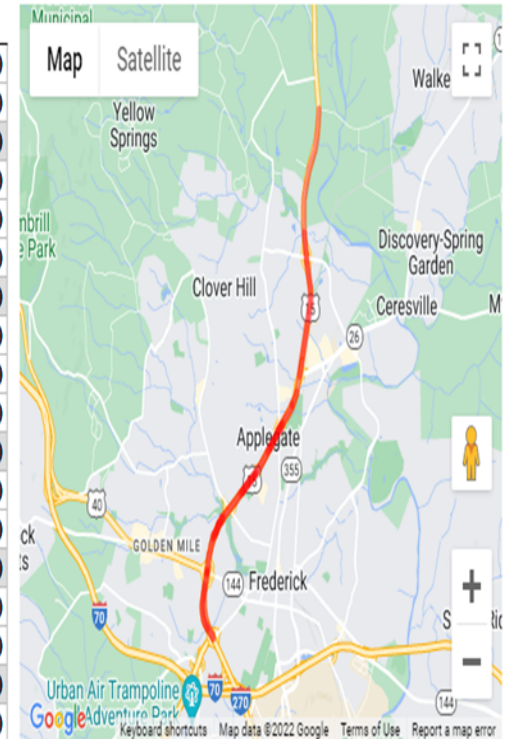 Municipal
Map Satellite
Walke
Yellow
Springs
nbrill
e Park
Discovery-Spring
Garden
Clover Hill
Ceresville
M
15
26
Applegate
355
40
ck
ts
GOLDEN MILE
144 Frederick
70
Urban Air Trampoline
Adventure Park
70
270
144
Google
Keyboard shortcuts Map data ©2022 Google Terms of Use Report a map error